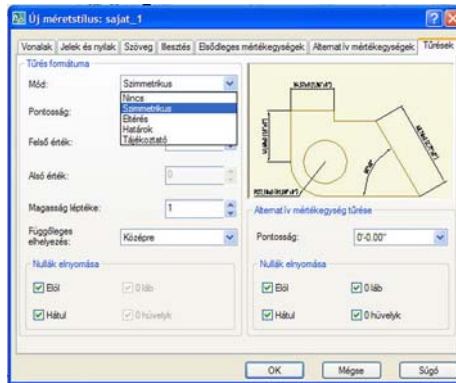 Új méretstílus: sajat_1
Vonalak Jelek és nyilak Szöveg Illesztés Elsődleges mértékegységek Alternatív mértékegységek Tűrések
Tűrés formátuma
Mód: Szimmetrikus
Nincs
Szimmetrikus
Eltérés
Határok
Tájékoztató
Pontosság:
Felső érték:
Alsó érték: 0
Magasság léptéke: 1
Függőleges
elhelyezés: Középre
Nullák elnyomása
Elöl 0 láb
Hátul 0 hüvelyk
Alternatív mértékegység tűrése
Pontosság: 0'-0.00"
Nullák elnyomása
Elöl 0 láb
Hátul 0 hüvelyk
OK Mégse Súgó